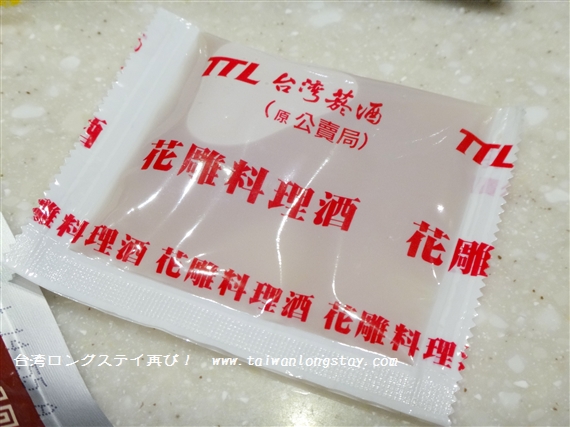 TTL 台湾菸酒
(原公賣局)
TTL
花雕料理酒
花雕
雕料理酒 花雕料理酒 花雕料理
台湾ロングステイ再び！ www.taiwanlongstay.com